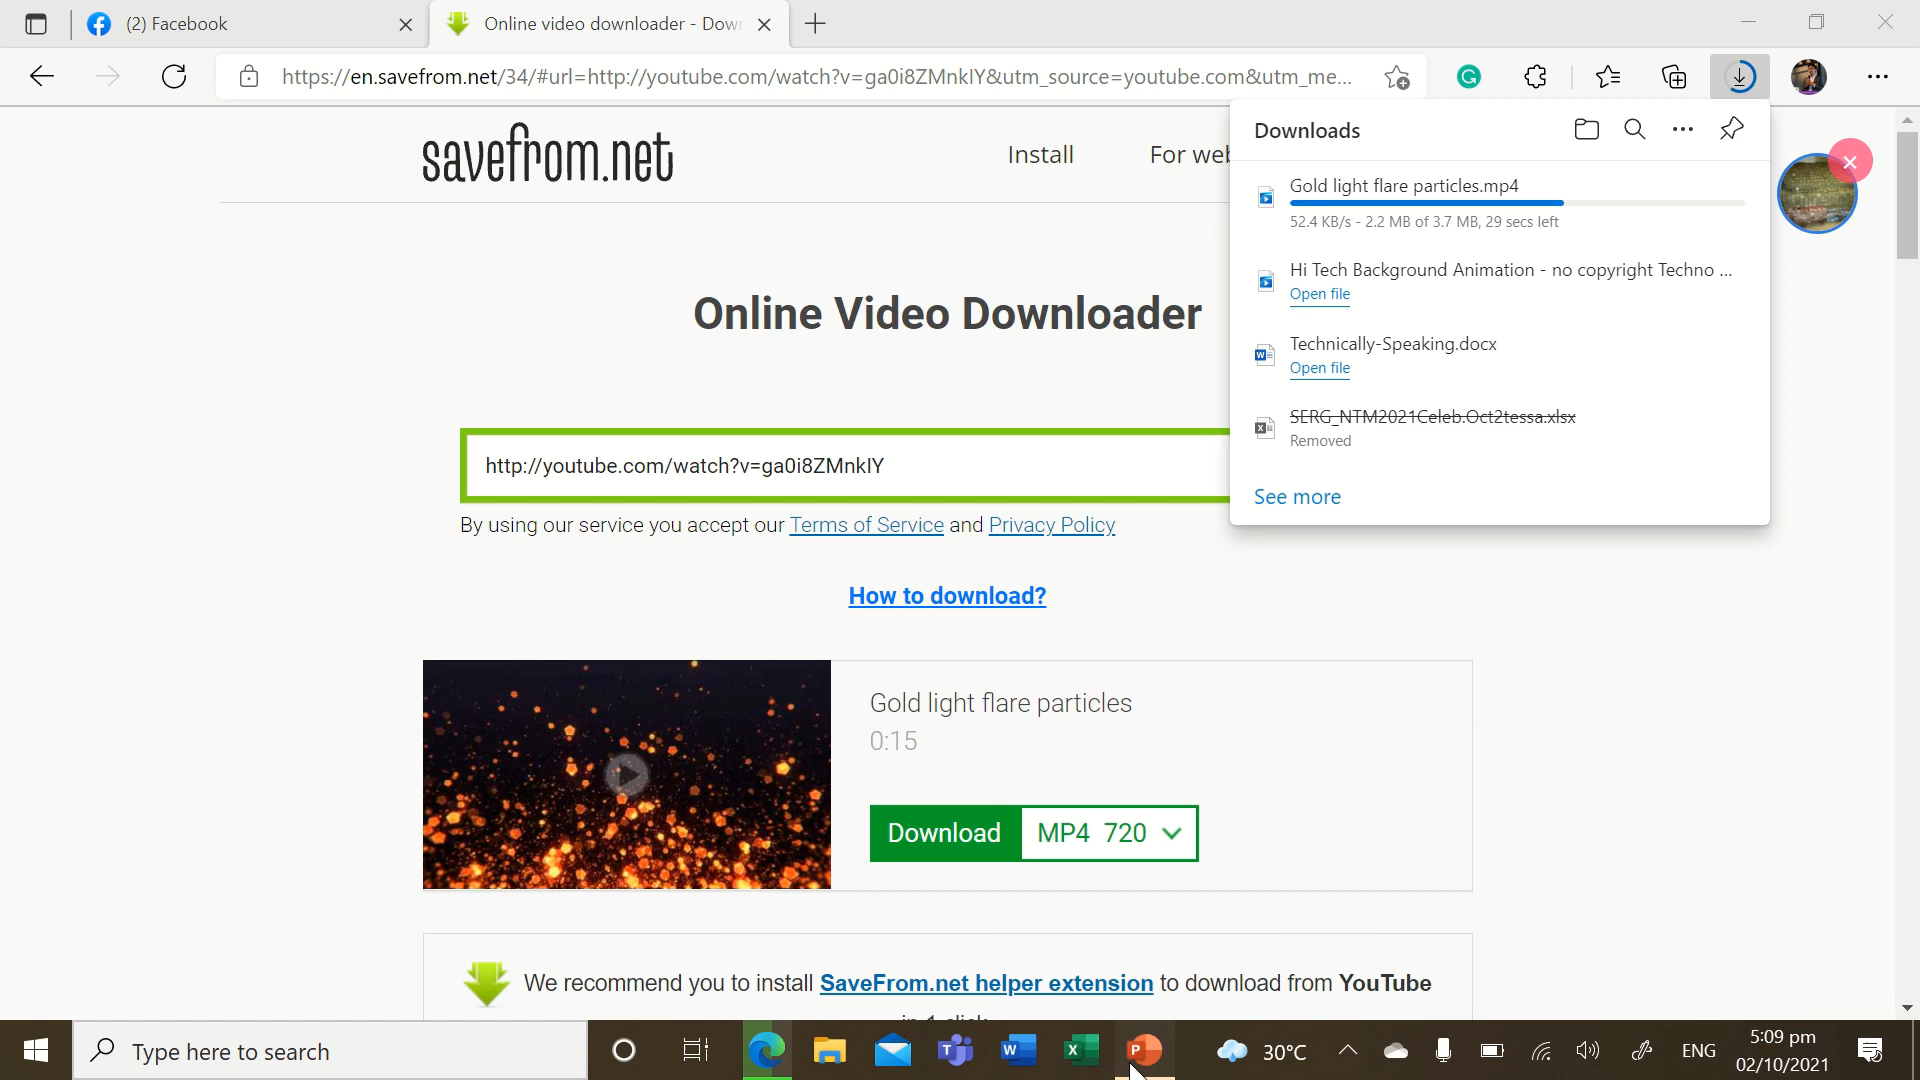 (2) Facebook
Online video downloader - Dow
https://en.savefrom.net/34/#url=http://youtube.com/watch?v=ga0i8ZMnkIY&utm_source=youtube.com&utm_me...
savefrom.net
Install
For we
Downloads
Gold light flare particles.mp4
52.4 KB/s - 2.2 MB of 3.7 MB, 29 secs left
Hi Tech Background Animation - no copyright Techno ...
Open file
Technically-Speaking.docx
Open file
SERG_NTM2021Celeb.Oct2tessa.xlsx
Removed
See more
Online Video Downloader
http://youtube.com/watch?v=ga0i8ZMnkIY
By using our service you accept our Terms of Service and Privacy Policy
How to download?
Gold light flare particles
0:15
Download MP4 720
We recommend you to install SaveFrom.net helper extension to download from YouTube
in 1 click
Type here to search
30°C
ENG
5:09 pm
02/10/2021